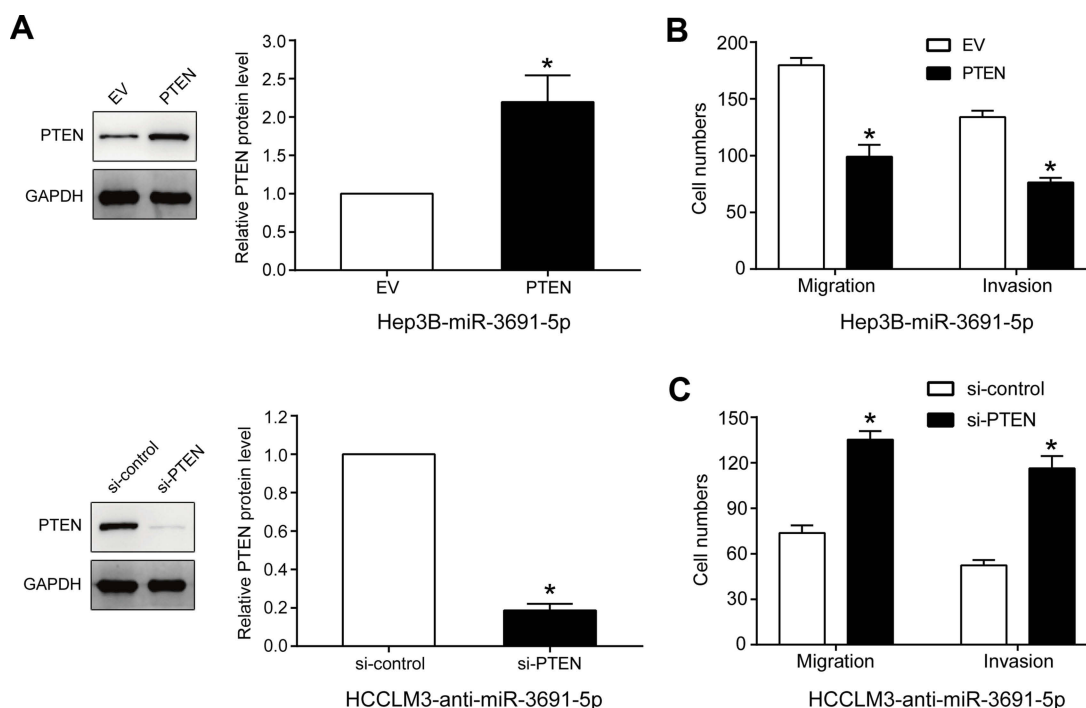 A
EV
PTEN
PTEN
GAPDH
Relative PTEN protein level
3.0
2.5
2.0
1.5
1.0
0.5
0.0
*
EV
PTEN
Hep3B-miR-3691-5p
B
EV
PTEN
Cell numbers
200
150
100
50
0
*
*
Migration
Invasion
Hep3B-miR-3691-5p
si-control
si-PTEN
PTEN
GAPDH
Relative PTEN protein level
1.2
1.0
0.8
0.6
0.4
0.2
0.0
*
si-control
si-PTEN
HCCLM3-anti-miR-3691-5p
C
si-control
si-PTEN
Cell numbers
150
120
90
60
30
0
*
*
Migration
Invasion
HCCLM3-anti-miR-3691-5p